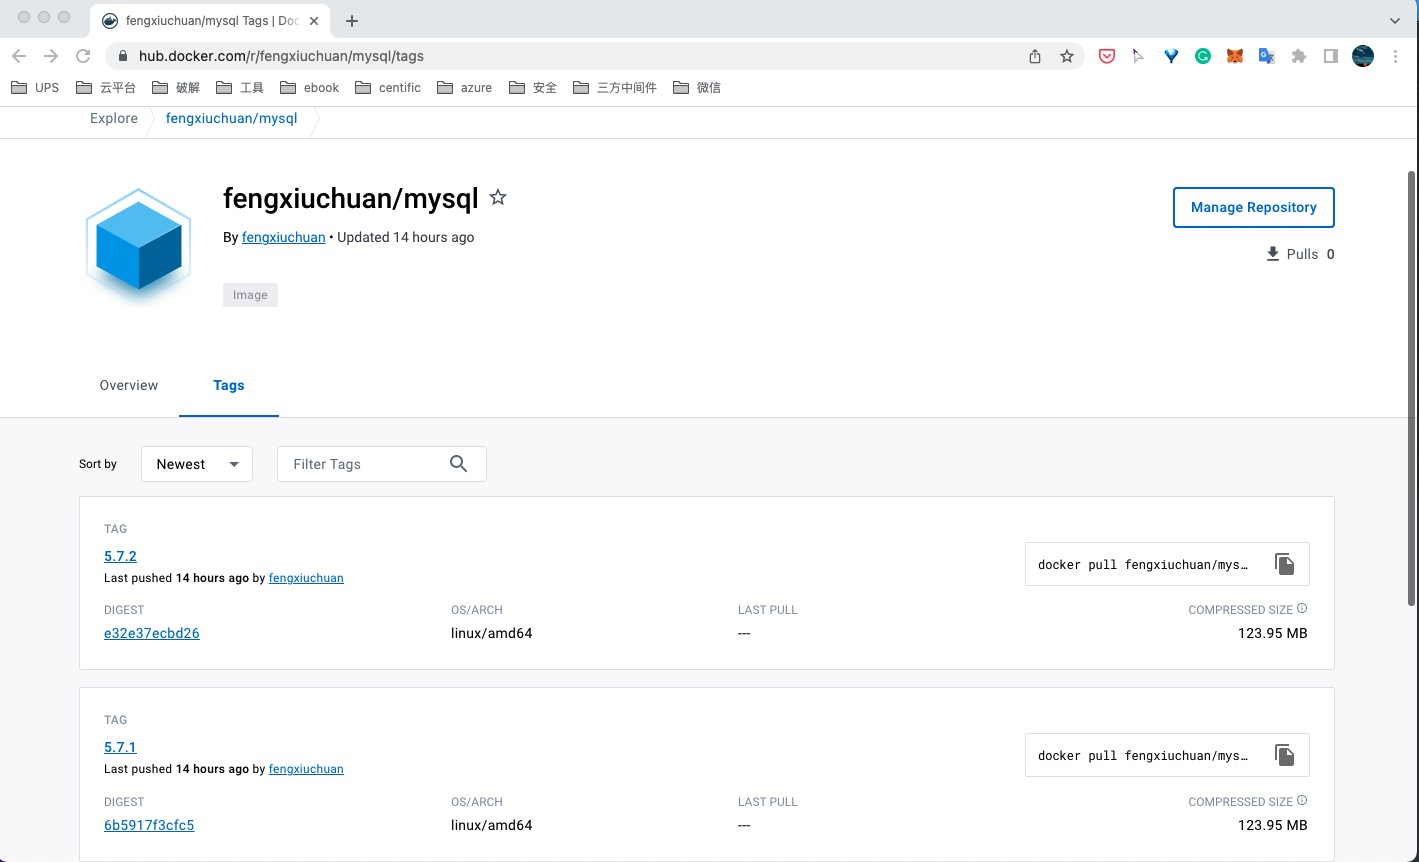 fengxiuchuan/mysql Tags | Doc
hub.docker.com/r/fengxiuchuan/mysql/tags
UPS 云平台 破解 工具 ebook centific azure 安全 三方中间件 微信
Explore fengxiuchuan/mysql
fengxiuchuan/mysql
Manage Repository
By fengxiuchuan • Updated 14 hours ago
Pulls 0
Image
Overview Tags
Sort by Newest Filter Tags
TAG
5.7.2
Last pushed 14 hours ago by fengxiuchuan
docker pull fengxiuchuan/mys…
DIGEST OS/ARCH LAST PULL COMPRESSED SIZE
e32e37ecbd26 linux/amd64 --- 123.95 MB
TAG
5.7.1
Last pushed 14 hours ago by fengxiuchuan
docker pull fengxiuchuan/mys…
DIGEST OS/ARCH LAST PULL COMPRESSED SIZE
6b5917f3cfc5 linux/amd64 --- 123.95 MB